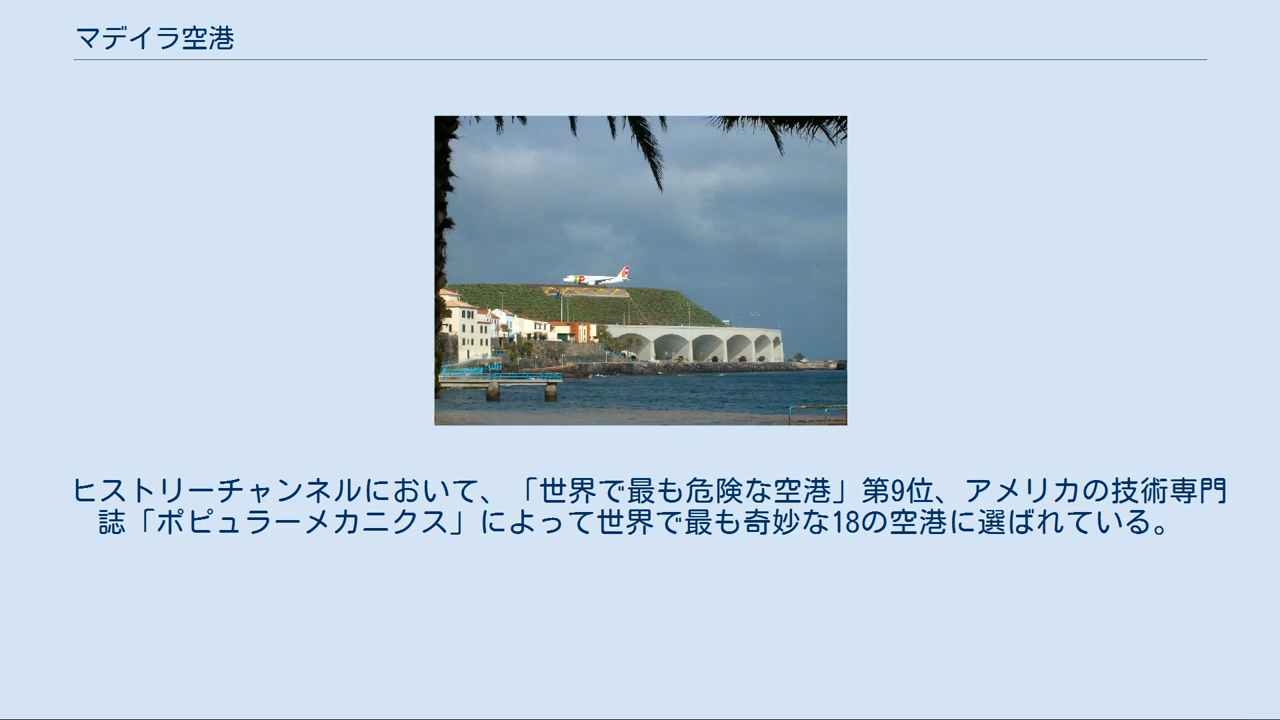 マデイラ空港
ヒストリーチャンネルにおいて、「世界で最も危険な空港」第9位、アメリカの技術専門
誌「ポピュラーメカニクス」によって世界で最も奇妙な18の空港に選ばれている。